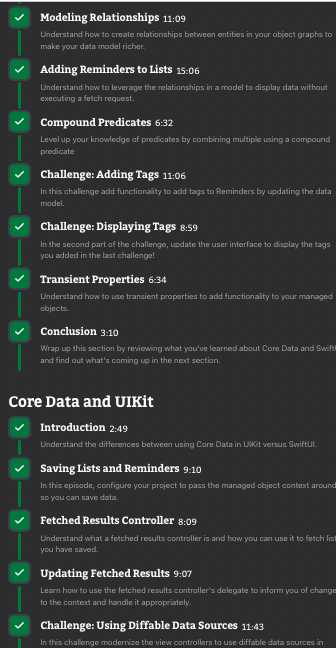 Modeling Relationships 11:09
Understand how to create relationships between entities in your object graphs to
make your data model richer.
Adding Reminders to Lists 15:06
Understand how to leverage the relationships in a model to display data without
executing a fetch request.
Compound Predicates 6:32
Level up your knowledge of predicates by combining multiple using a compound
predicate
Challenge: Adding Tags 11:06
In this challenge add functionality to add tags to Reminders by updating the data
model.
Challenge: Displaying Tags 8:59
In the second part of the challenge, update the user interface to display the tags
you added in the last challenge!
Transient Properties 6:34
Understand how to use transient properties to add functionality to your managed
objects.
Conclusion 3:10
Wrap up this section by reviewing what you've learned about Core Data and Swift
and find out what's coming up in the next section.
Core Data and UIKit
Introduction 2:49
Understand the differences between using Core Data in UIKit versus SwiftUI.
Saving Lists and Reminders 9:10
In this episode, configure your project to pass the managed object context around
so you can save data.
Fetched Results Controller 8:09
Understand what a fetched results controller is and how you can use it to fetch list
you have saved.
Updating Fetched Results 9:07
Learn how to use the fetched results controller's delegate to inform you of change
to the context and handle it appropriately.
Challenge: Using Diffable Data Sources 11:43
In this challenge modernize the view controllers to use diffable data sources in